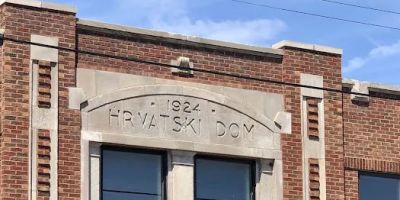 - 1924 -
HRVATSKI DOM